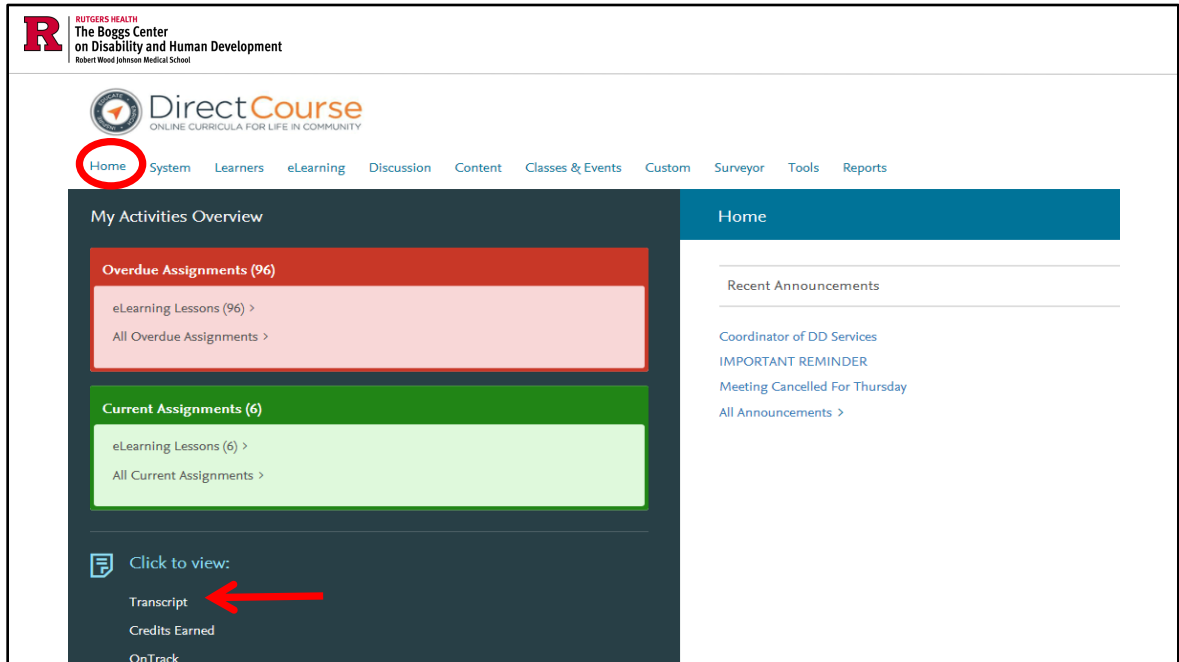 R
RUTGERS HEALTH
The Boggs Center
on Disability and Human Development
Robert Wood Johnson Medical School
DirectCourse
ONLINE CURRICULA FOR LIFE IN COMMUNITY
Home System Learners eLearning Discussion Content Classes & Events Custom Surveyor Tools Reports
My Activities Overview
Overdue Assignments (96)
eLearning Lessons (96) >
All Overdue Assignments >
Current Assignments (6)
eLearning Lessons (6) >
All Current Assignments >
Click to view:
Transcript
Credits Earned
OnTrack
Home
Recent Announcements
Coordinator of DD Services
IMPORTANT REMINDER
Meeting Cancelled For Thursday
All Announcements >